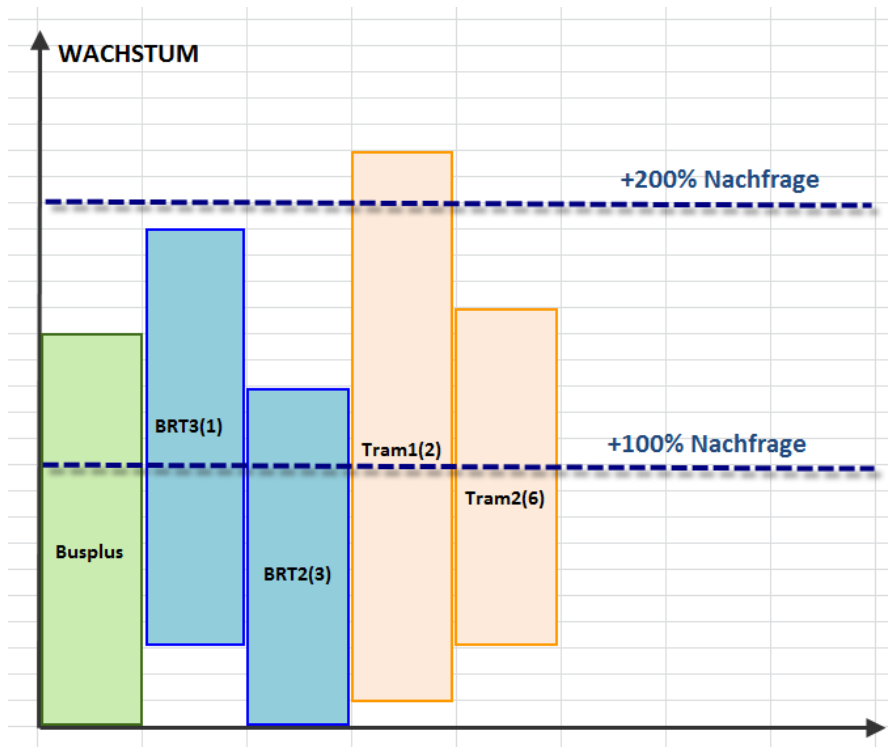 WACHSTUM
+200% Nachfrage
BRT3(1)
Tram1(2)
+100% Nachfrage
Tram2(6)
Busplus
BRT2(3)